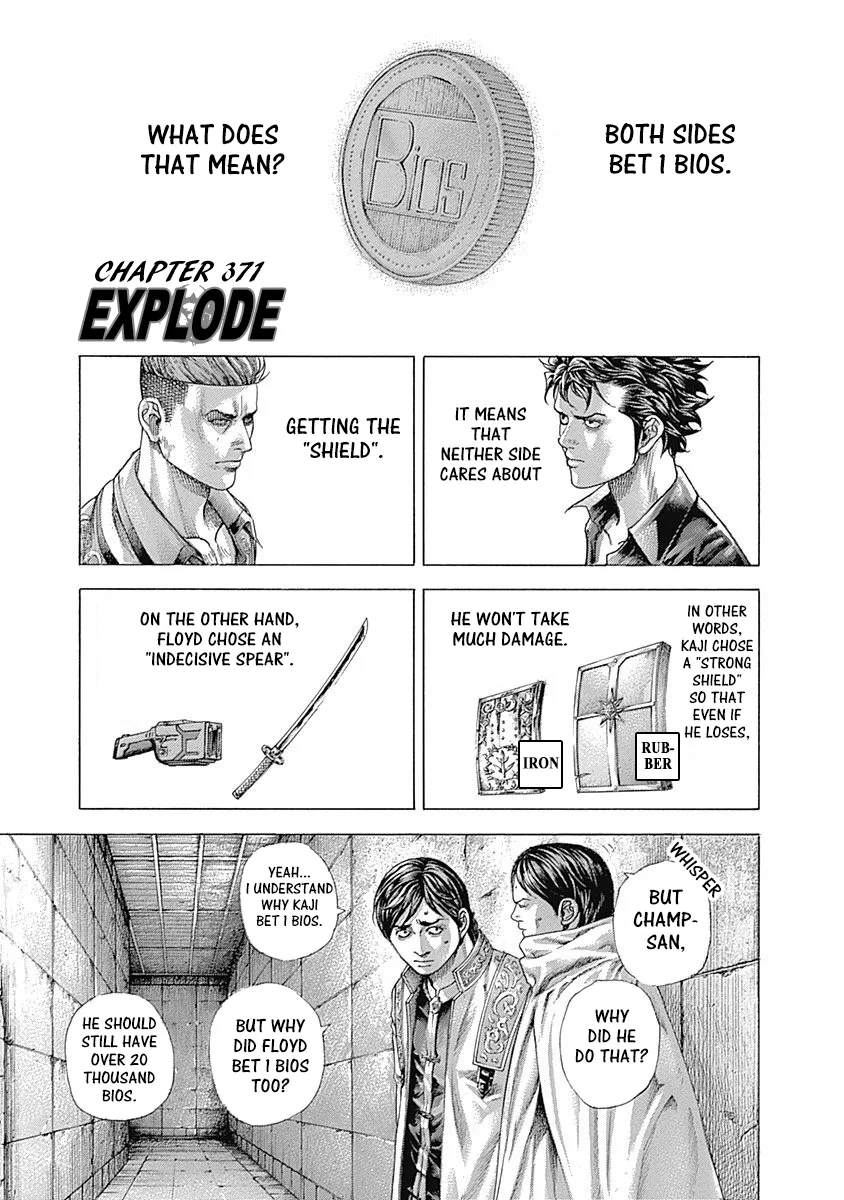 BOTH SIDES
BET 1 BIOS.
Bios
WHAT DOES
THAT MEAN?
CHAPTER 371
EXPLODE
IT MEANS
THAT
NEITHER SIDE
CARES ABOUT
GETTING THE
"SHIELD".
IN OTHER
WORDS,
KAJI CHOSE
A "STRONG
SHIELD"
SO THAT
EVEN IF
HE LOSES,
HE WON'T TAKE
MUCH DAMAGE.
RUB-
BER
IRON
ON THE OTHER HAND,
FLOYD CHOSE AN
"INDECISIVE SPEAR".
WHISPER
BUT
CHAMP-
SAN,
WHY
DID HE
DO THAT?
YEAH...
I UNDERSTAND
WHY KAJI
BET 1 BIOS.
BUT WHY
DID FLOYD
BET 1 BIOS
TOO?
HE SHOULD
STILL HAVE
OVER 20
THOUSAND
BIOS.